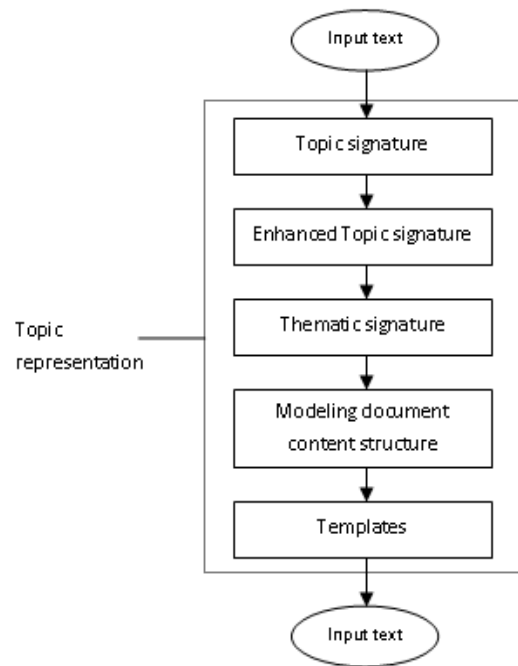 Input text
Topic signature
Enhanced Topic signature
Thematic signature
Topic
representation
Modeling document
content structure
Templates
Input text